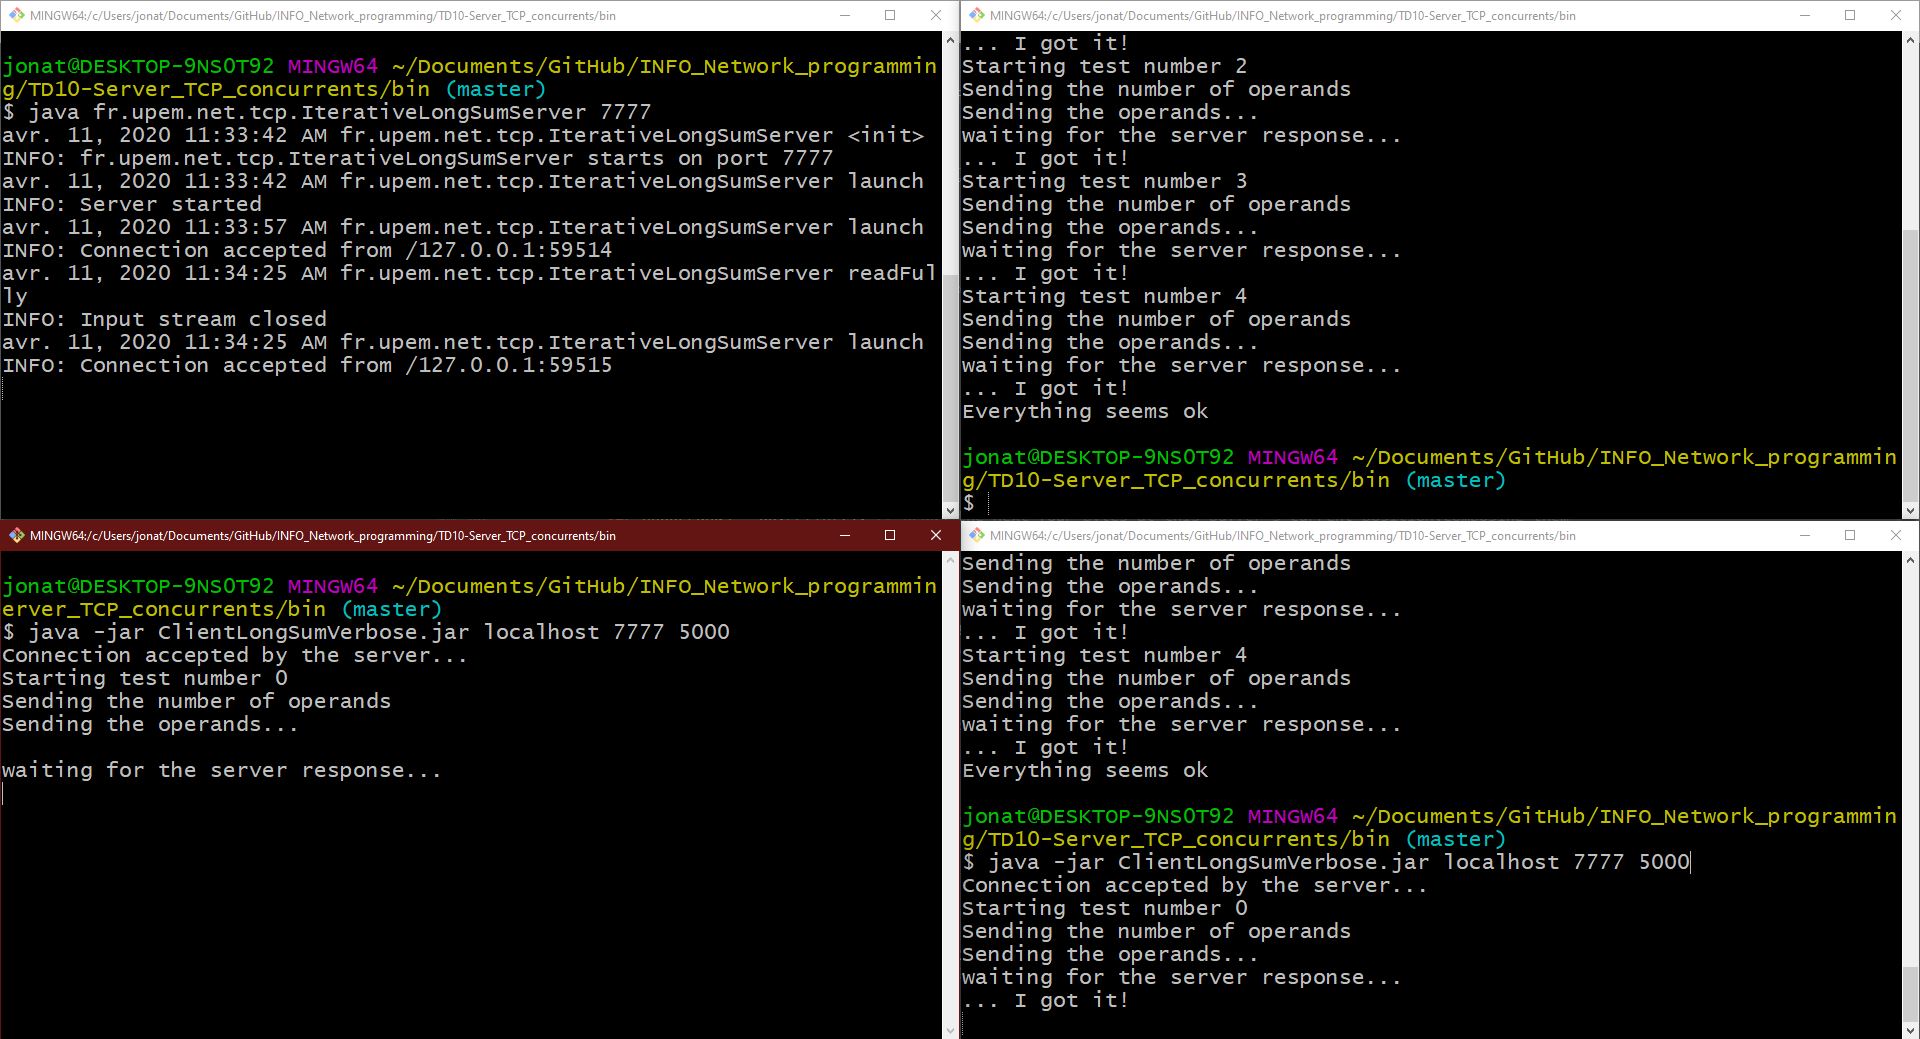 MINGW64:/c/Users/jonat/Documents/GitHub/INFO_Network_programming/TD10-Server_TCP_concurrents/bin
jonat@DESKTOP-9NS0T92 MINGW64 ~/Documents/GitHub/INFO_Network_programmin
g/TD10-Server_TCP_concurrents/bin (master)
$ java fr.upem.net.tcp.IterativeLongSumServer 7777
avr. 11, 2020 11:33:42 AM fr.upem.net.tcp.IterativeLongSumServer <init>
INFO: fr.upem.net.tcp.IterativeLongSumServer starts on port 7777
avr. 11, 2020 11:33:42 AM fr.upem.net.tcp.IterativeLongSumServer launch
INFO: Server started
avr. 11, 2020 11:33:57 AM fr.upem.net.tcp.IterativeLongSumServer launch
INFO: Connection accepted from /127.0.0.1:59514
avr. 11, 2020 11:34:25 AM fr.upem.net.tcp.IterativeLongSumServer readFul
ly
INFO: Input stream closed
avr. 11, 2020 11:34:25 AM fr.upem.net.tcp.IterativeLongSumServer launch
INFO: Connection accepted from /127.0.0.1:59515
MINGW64:/c/Users/jonat/Documents/GitHub/INFO_Network_programming/TD10-Server_TCP_concurrents/bin
... I got it!
Starting test number 2
Sending the number of operands
Sending the operands...
waiting for the server response...
... I got it!
Starting test number 3
Sending the number of operands
Sending the operands...
waiting for the server response...
... I got it!
Starting test number 4
Sending the number of operands
Sending the operands...
waiting for the server response...
... I got it!
Everything seems ok
jonat@DESKTOP-9NS0T92 MINGW64 ~/Documents/GitHub/INFO_Network_programmin
g/TD10-Server_TCP_concurrents/bin (master)
$
MINGW64:/c/Users/jonat/Documents/GitHub/INFO_Network_programming/TD10-Server_TCP_concurrents/bin
jonat@DESKTOP-9NS0T92 MINGW64 ~/Documents/GitHub/INFO_Network_programmin
erver_TCP_concurrents/bin (master)
$ java -jar ClientLongSumVerbose.jar localhost 7777 5000
Connection accepted by the server...
Starting test number 0
Sending the number of operands
Sending the operands...
waiting for the server response...
MINGW64:/c/Users/jonat/Documents/GitHub/INFO_Network_programming/TD10-Server_TCP_concurrents/bin
Sending the number of operands
Sending the operands...
waiting for the server response...
... I got it!
Starting test number 4
Sending the number of operands
Sending the operands...
waiting for the server response...
... I got it!
Everything seems ok
jonat@DESKTOP-9NS0T92 MINGW64 ~/Documents/GitHub/INFO_Network_programmin
g/TD10-Server_TCP_concurrents/bin (master)
$ java -jar ClientLongSumVerbose.jar localhost 7777 5000
Connection accepted by the server...
Starting test number 0
Sending the number of operands
Sending the operands...
waiting for the server response...
... I got it!